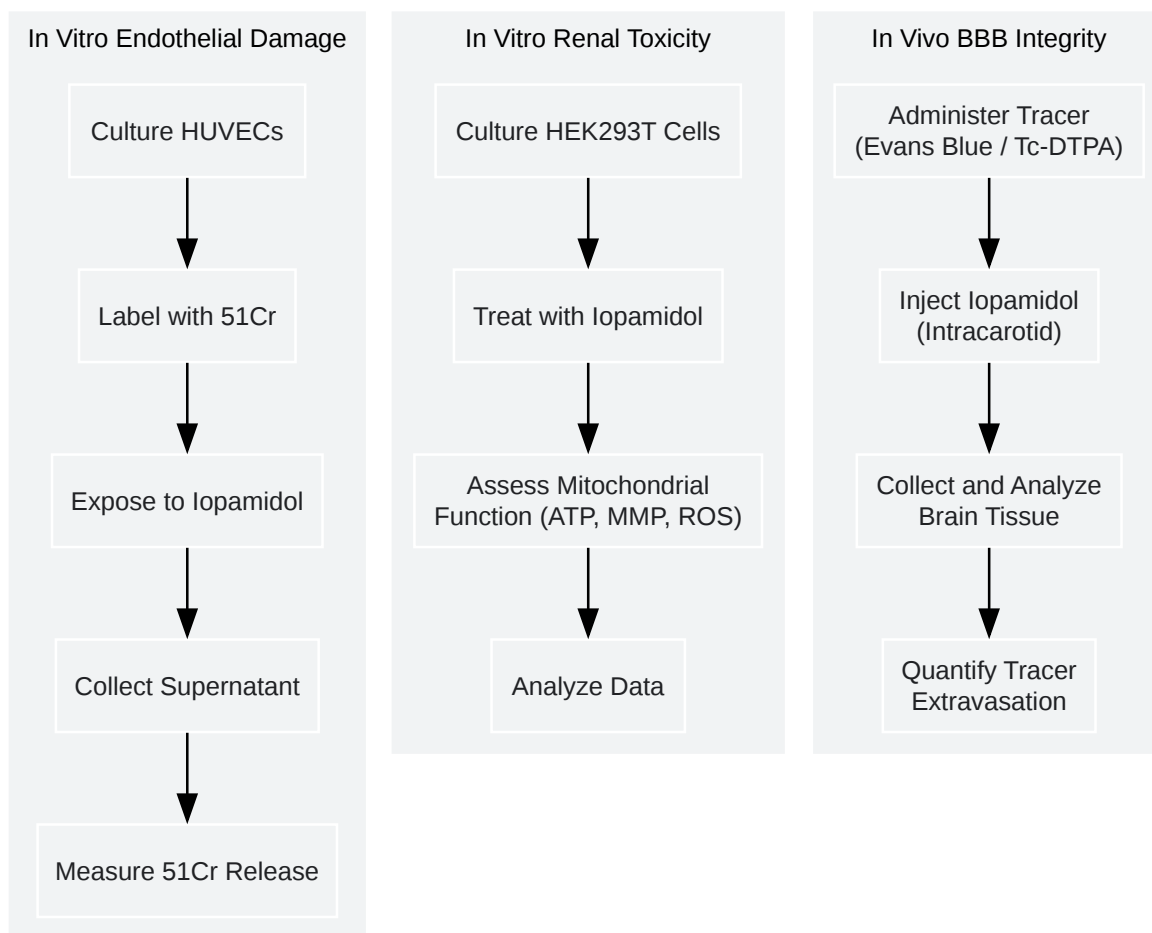 In Vitro Endothelial Damage
Culture HUVECs
Label with 51Cr
Expose to Iopamidol
Collect Supernatant
Measure 51Cr Release
In Vitro Renal Toxicity
Culture HEK293T Cells
Treat with Iopamidol
Assess Mitochondrial
Function (ATP, MMP, ROS)
Analyze Data
In Vivo BBB Integrity
Administer Tracer
(Evans Blue / Tc-DTPA)
Inject Iopamidol
(Intracarotid)
Collect and Analyze
Brain Tissue
Quantify Tracer
Extravasation